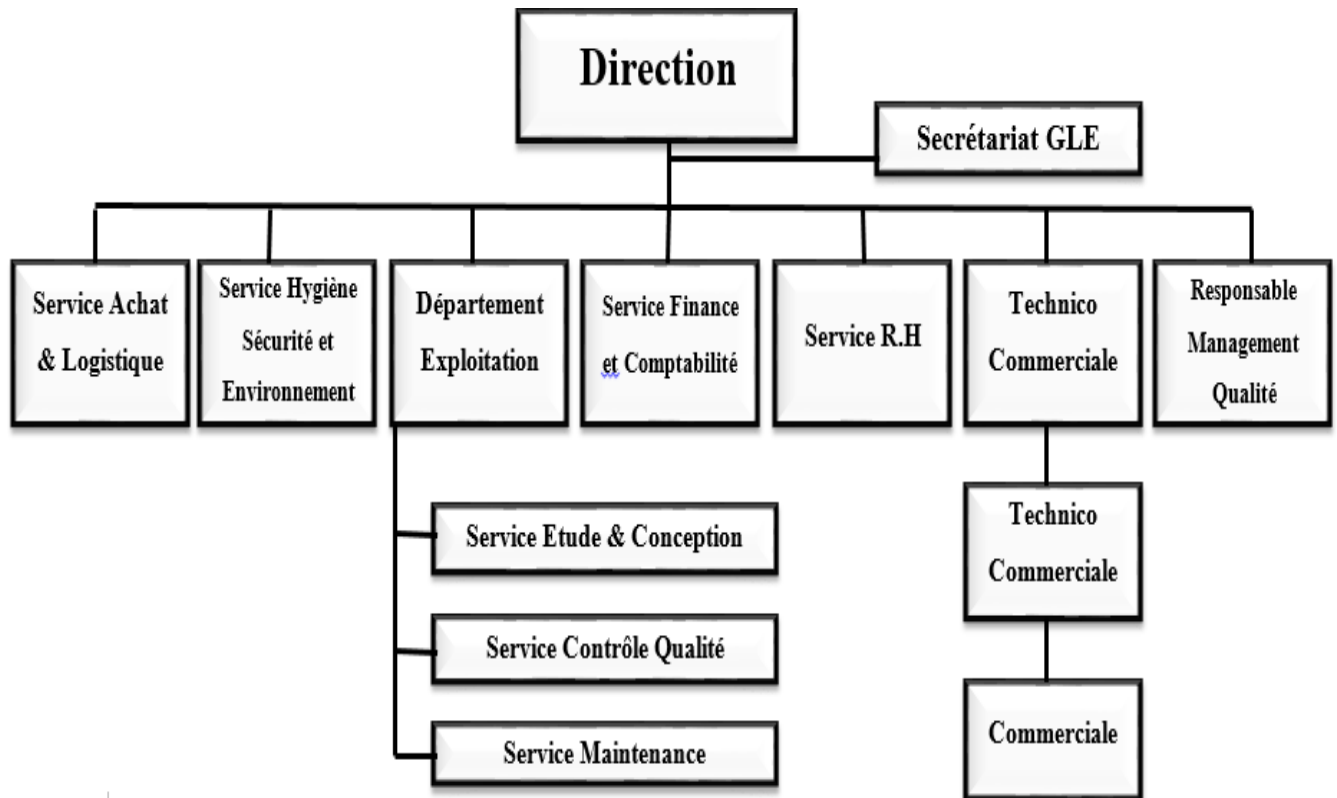 Direction
Secrétariat GLE
Service Achat
& Logistique
Service Hygiène
Sécurité et
Environnement
Département
Exploitation
Service Finance
et Comptabilité
Service R.H
Technico
Commerciale
Responsable
Management
Qualité
Service Etude & Conception
Service Contrôle Qualité
Service Maintenance
Technico
Commerciale
Commerciale